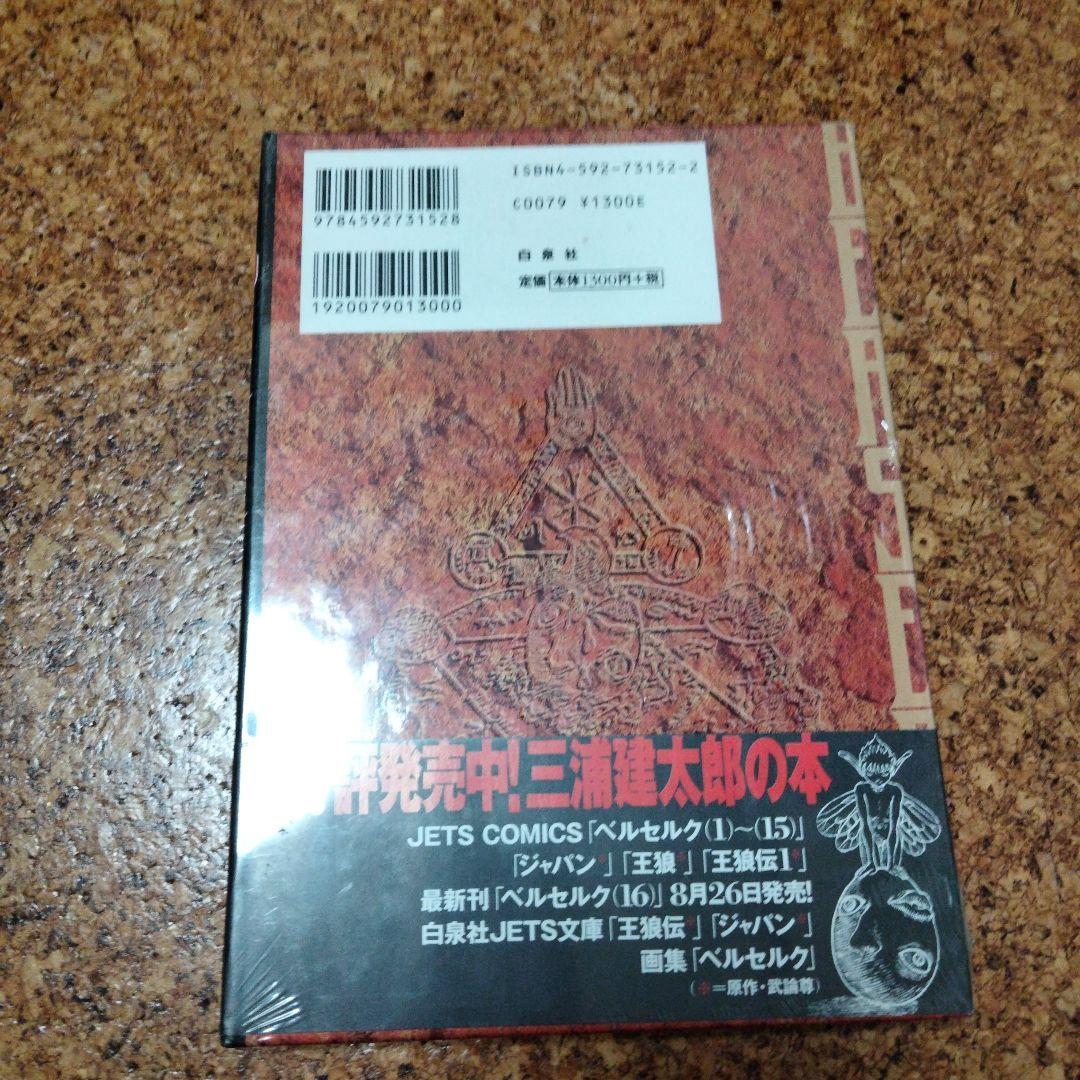 ISBN4-592-73152-2
C0079 ¥1300E
9784592731528
白泉社
定価 本体1300円+税
1920079013000
評発売中!三浦建太郎の本
JETS COMICS「ベルセルク(1)~(15)」
「ジャパン※」「王狼※」「王狼伝1※」
最新刊「ベルセルク(16)」8月26日発売!
白泉社JETS文庫「王狼伝※」「ジャパン※」
画集「ベルセルク」
(※=原作・武論尊)